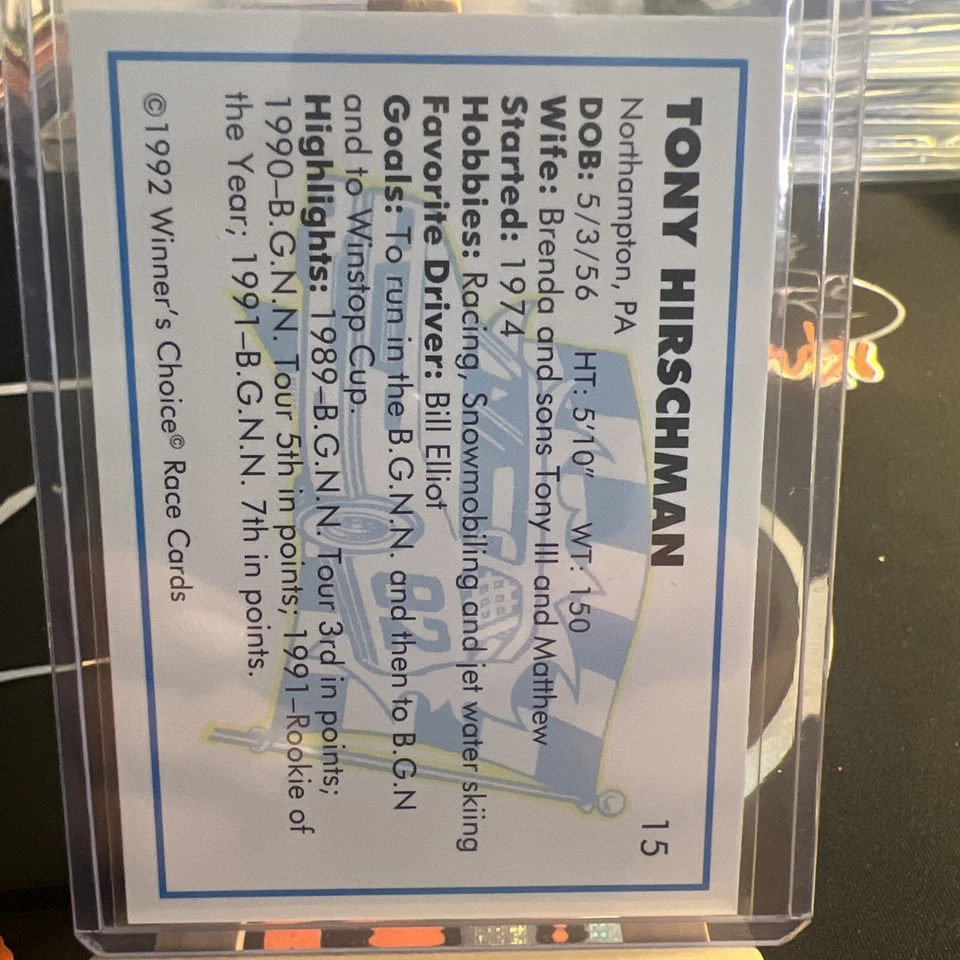 TONY HIRSCHMAN
15
Northampton, PA
DOB: 5/3/56 HT: 5'10" WT: 150
Wife: Brenda and sons Tony III and Matthew
Started: 1974
Hobbies: Racing, Snowmobiling and jet water skiing
Favorite Driver: Bill Elliot
Goals: To run in the B.G.N.N. and then to B.G.N
and to Winstop Cup.
Highlights: 1989–B.G.N.N. Tour 3rd in points;
1990–B.G.N.N. Tour 5th in points; 1991–Rookie of
the Year; 1991–B.G.N.N. 7th in points.
©1992 Winner's Choice© Race Cards
92